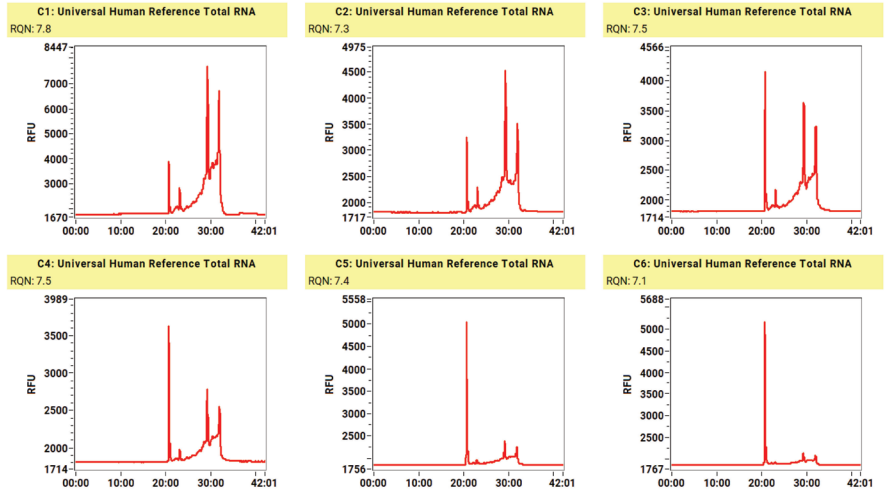 C1: Universal Human Reference Total RNA
RQN: 7.8
8447
7000
6000
5000
4000
3000
1670
RFU
00:00 10:00 20:00 30:00 42:01
C2: Universal Human Reference Total RNA
RQN: 7.3
4975
4500
4000
3500
3000
2500
2000
1717
RFU
00:00 10:00 20:00 30:00 42:01
C3: Universal Human Reference Total RNA
RQN: 7.5
4566
4000
3500
3000
2500
2000
1714
RFU
00:00 10:00 20:00 30:00 42:01
C4: Universal Human Reference Total RNA
RQN: 7.5
3989
3500
3000
2500
2000
1714
RFU
00:00 10:00 20:00 30:00 42:01
C5: Universal Human Reference Total RNA
RQN: 7.4
5558
5000
4500
4000
3500
3000
2500
1756
RFU
00:00 10:00 20:00 30:00 42:01
C6: Universal Human Reference Total RNA
RQN: 7.1
5688
5000
4500
4000
3500
3000
2500
1767
RFU
00:00 10:00 20:00 30:00 42:01